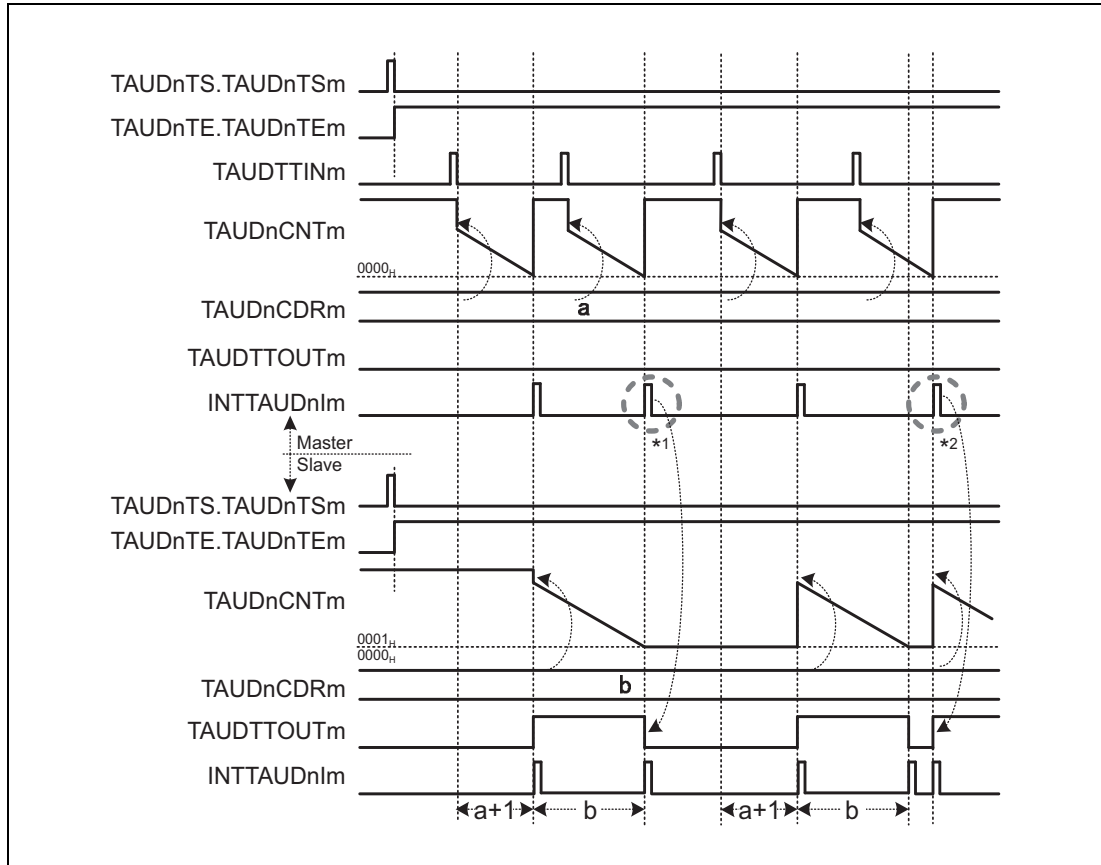 TAUDnTS.TAUDnTSm
TAUDnTE.TAUDnTEm
TAUDTTINm
TAUDnCNTm
0000H
TAUDnCDRm
a
TAUDTTOUTm
INTTAUDnIm
*1
*2
Master
Slave
TAUDnTS.TAUDnTSm
TAUDnTE.TAUDnTEm
TAUDnCNTm
0001H
0000H
TAUDnCDRm
b
TAUDTTOUTm
INTTAUDnIm
a+1
b
a+1
b